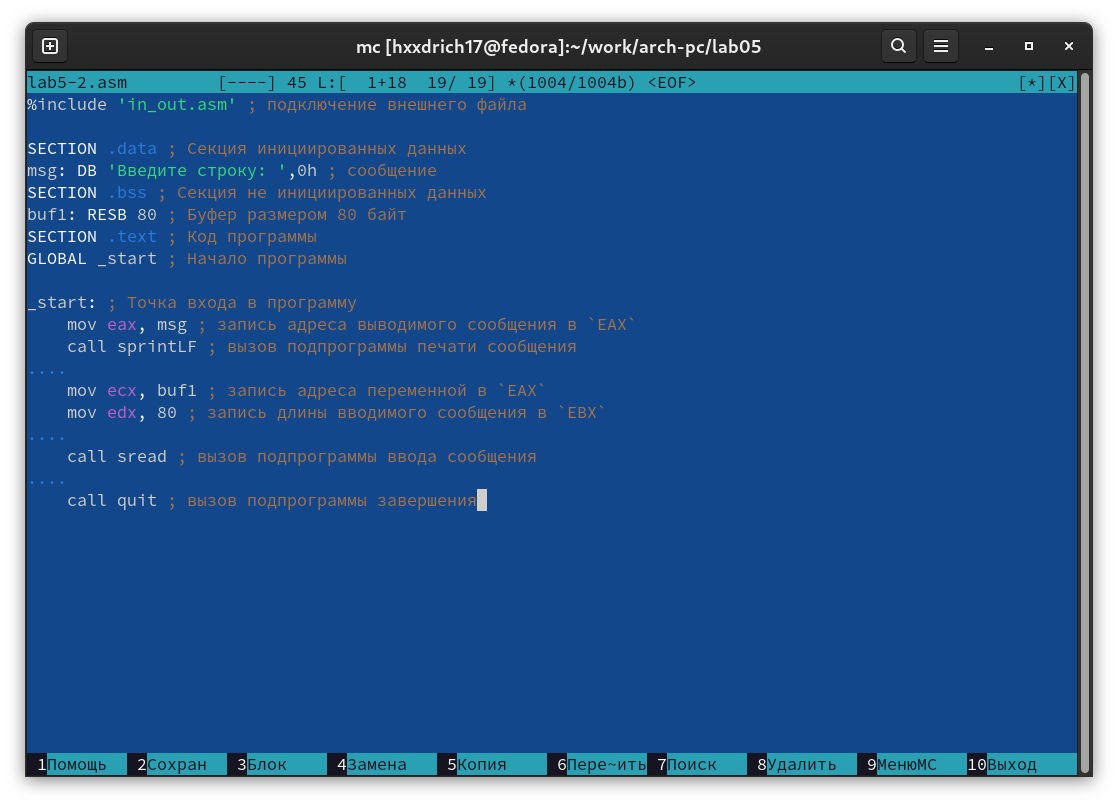 mc [hxxdrich17@fedora]:~/work/arch-pc/lab05
lab5-2.asm [----] 45 L:[ 1+18 19/ 19] *(1004/1004b) <EOF> [*][X]
%include 'in_out.asm' ; подключение внешнего файла
SECTION .data ; Секция инициированных данных
msg: DB 'Введите строку: ',0h ; сообщение
SECTION .bss ; Секция не инициированных данных
buf1: RESB 80 ; Буфер размером 80 байт
SECTION .text ; Код программы
GLOBAL _start ; Начало программы
_start: ; Точка входа в программу
mov eax, msg ; запись адреса выводимого сообщения в `EAX`
call sprintLF ; вызов подпрограммы печати сообщения
....
mov ecx, buf1 ; запись адреса переменной в `EAX`
mov edx, 80 ; запись длины вводимого сообщения в `EBX`
....
call sread ; вызов подпрограммы ввода сообщения
....
call quit ; вызов подпрограммы завершения
1Помощь 2Сохран 3Блок 4Замена 5Копия 6Пере~ить 7Поиск 8Удалить 9МенюMC 10Выход